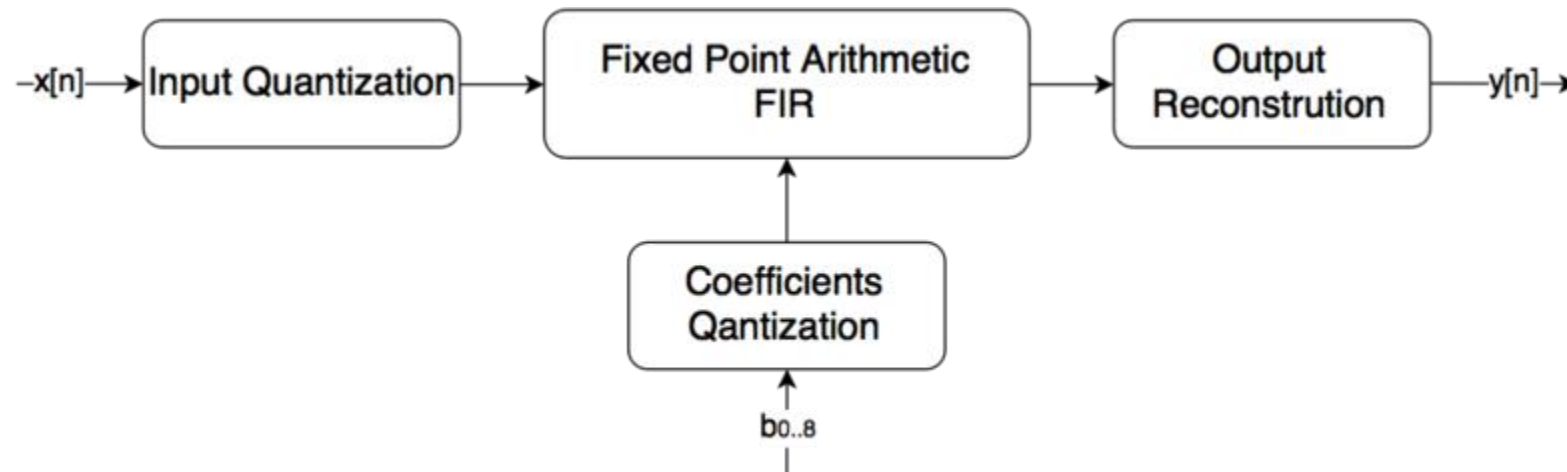 x[n]
Input Quantization
Fixed Point Arithmetic
FIR
Output
Reconstrution
y[n]
Coefficients
Qantization
b0..8